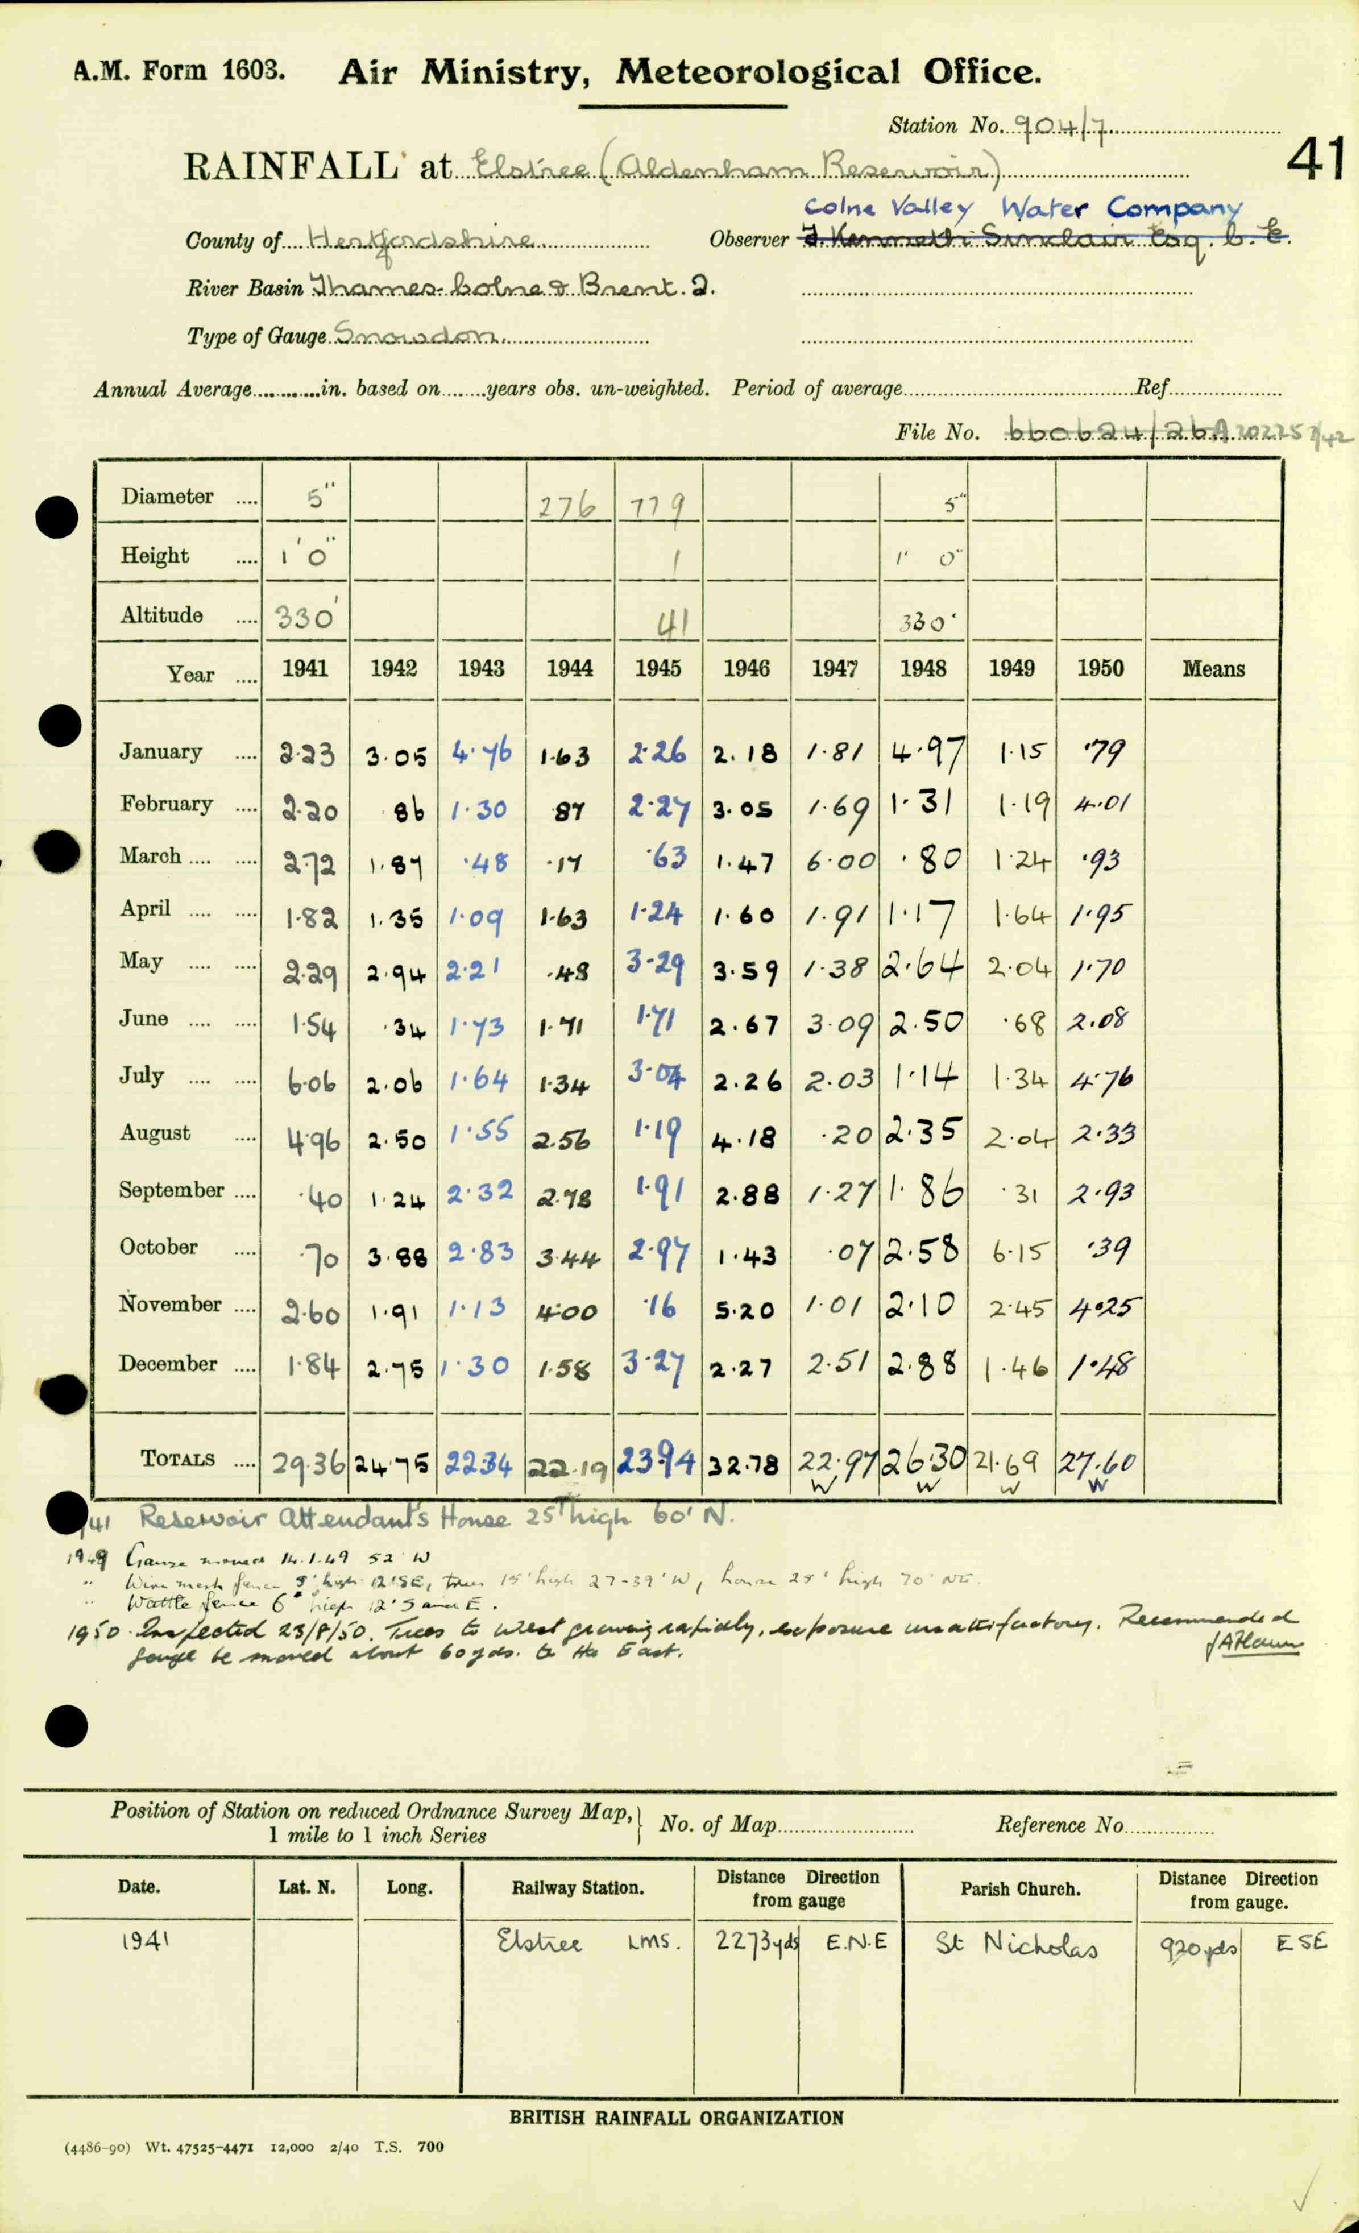 A.M. Form 1603. Air Ministry, Meteorological Office.
Station No. 904/7
41
RAINFALL at Elstree (Aldenham Reservoir)
Colne Valley Water Company
County of Hertfordshire Observer J. Kenneth Sinclair Esq. C.E.
River Basin Thames-Colne & Brent. 2.
Type of Gauge Snowdon
Annual Average in. based on years obs. un-weighted. Period of average Ref
File No. 660624/26 A202257/42
Diameter 5" 276 779 5"
Height 1'0" 1 1' 0"
Altitude 330' 41 330'
Year 1941 1942 1943 1944 1945 1946 1947 1948 1949 1950 Means
January 2.23 3.05 4.76 1.63 2.26 2.18 1.81 4.97 1.15 .79
February 2.20 .86 1.30 .87 2.27 3.05 1.69 1.31 1.19 4.01
March 2.72 1.87 .48 .17 .63 1.47 6.00 .80 1.24 .93
April 1.82 1.35 1.09 1.63 1.24 1.60 1.91 1.17 1.64 1.95
May 2.29 2.94 2.21 .48 3.29 3.59 1.38 2.64 2.04 1.70
June 1.54 .34 1.73 1.71 1.71 2.67 3.09 2.50 .68 2.08
July 6.06 2.06 1.64 1.34 3.04 2.26 2.03 1.14 1.34 4.76
August 4.96 2.50 1.55 2.56 1.19 4.18 .20 2.35 2.04 2.33
September .40 1.24 2.32 2.78 1.91 2.88 1.27 1.86 .31 2.93
October .70 3.88 2.83 3.44 2.97 1.43 .07 2.58 6.15 .39
November 2.60 1.91 1.13 4.00 .16 5.20 1.01 2.10 2.45 4.25
December 1.84 2.75 1.30 1.58 3.27 2.27 2.51 2.88 1.46 1.48
TOTALS 29.36 24.75 22.34 22.19 23.94 32.78 22.97 26.30 21.69 27.60
W W W W
41 Reservoir Attendant's House 25' high 60' N.
1949 Gauge moved 14.1.49 52' W
" Wire mesh fence 5' high 12' SE, trees 15' high 27-39' W, house 25' high 70' NE.
" Wattle fence 6' high 12' S and E.
1950 Inspected 23/8/50. Trees to west growing rapidly, exposure unsatisfactory. Recommended
gauge be moved about 60 yds. to the East.
Position of Station on reduced Ordnance Survey Map, 1 mile to 1 inch Series No. of Map Reference No.
Date. Lat. N. Long. Railway Station. Distance from gauge Direction Parish Church. Distance Direction from gauge.
1941 Elstree LMS. 2273yds E.N.E St Nicholas 920yds ESE
BRITISH RAINFALL ORGANIZATION
(4486-90) Wt. 47525-4471 12,000 2/40 T.S. 700